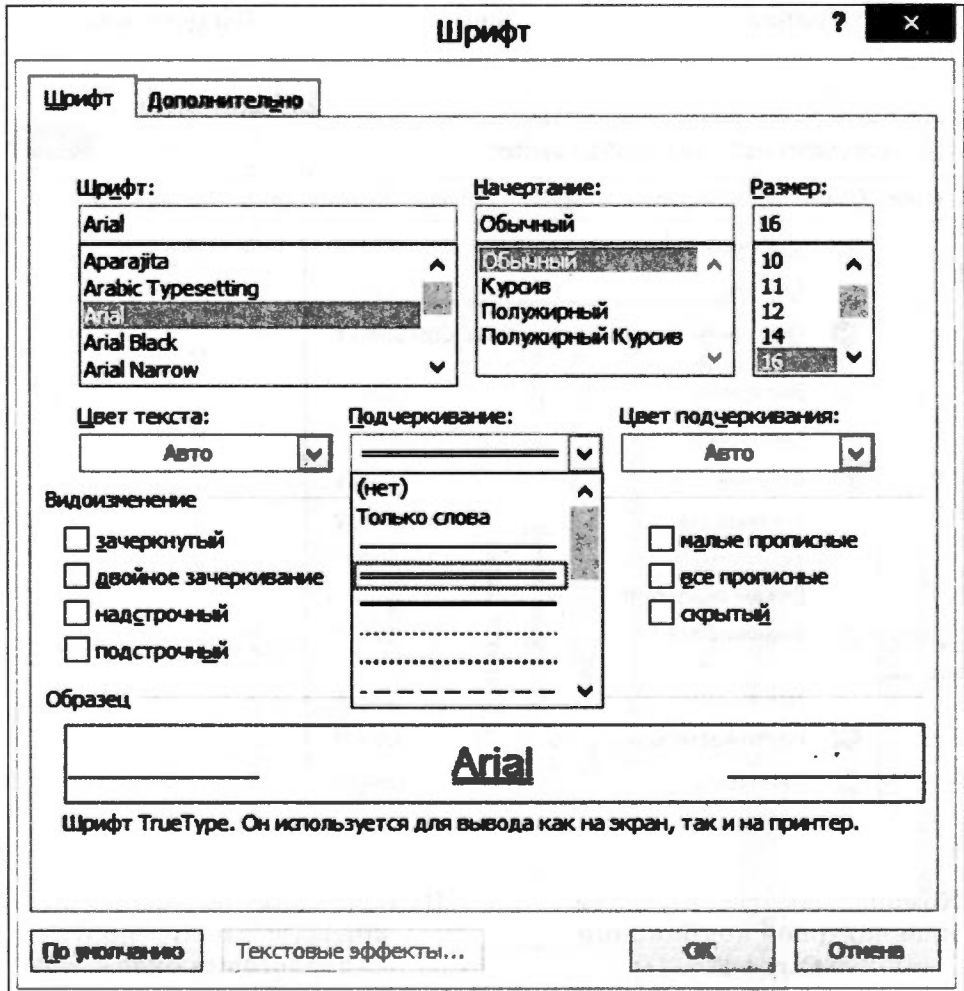 Шрифт ? ×
Шрифт Дополнительно
Шрифт: Начертание: Размер:
Arial Обычный 16
Aparajita Обычный 10
Arabic Typesetting Курсив 11
Arial Полужирный 12
Arial Black Полужирный Курсив 14
Arial Narrow 16
Цвет текста: Подчеркивание: Цвет подчеркивания:
Авто Авто
(нет)
Видоизменение
Только слова
зачеркнутый малые прописные
двойное зачеркивание все прописные
надстрочный скрытый
подстрочный
Образец
Arial
Шрифт TrueType. Он используется для вывода как на экран, так и на принтер.
По умолчанию Текстовые эффекты... ОК Отмена